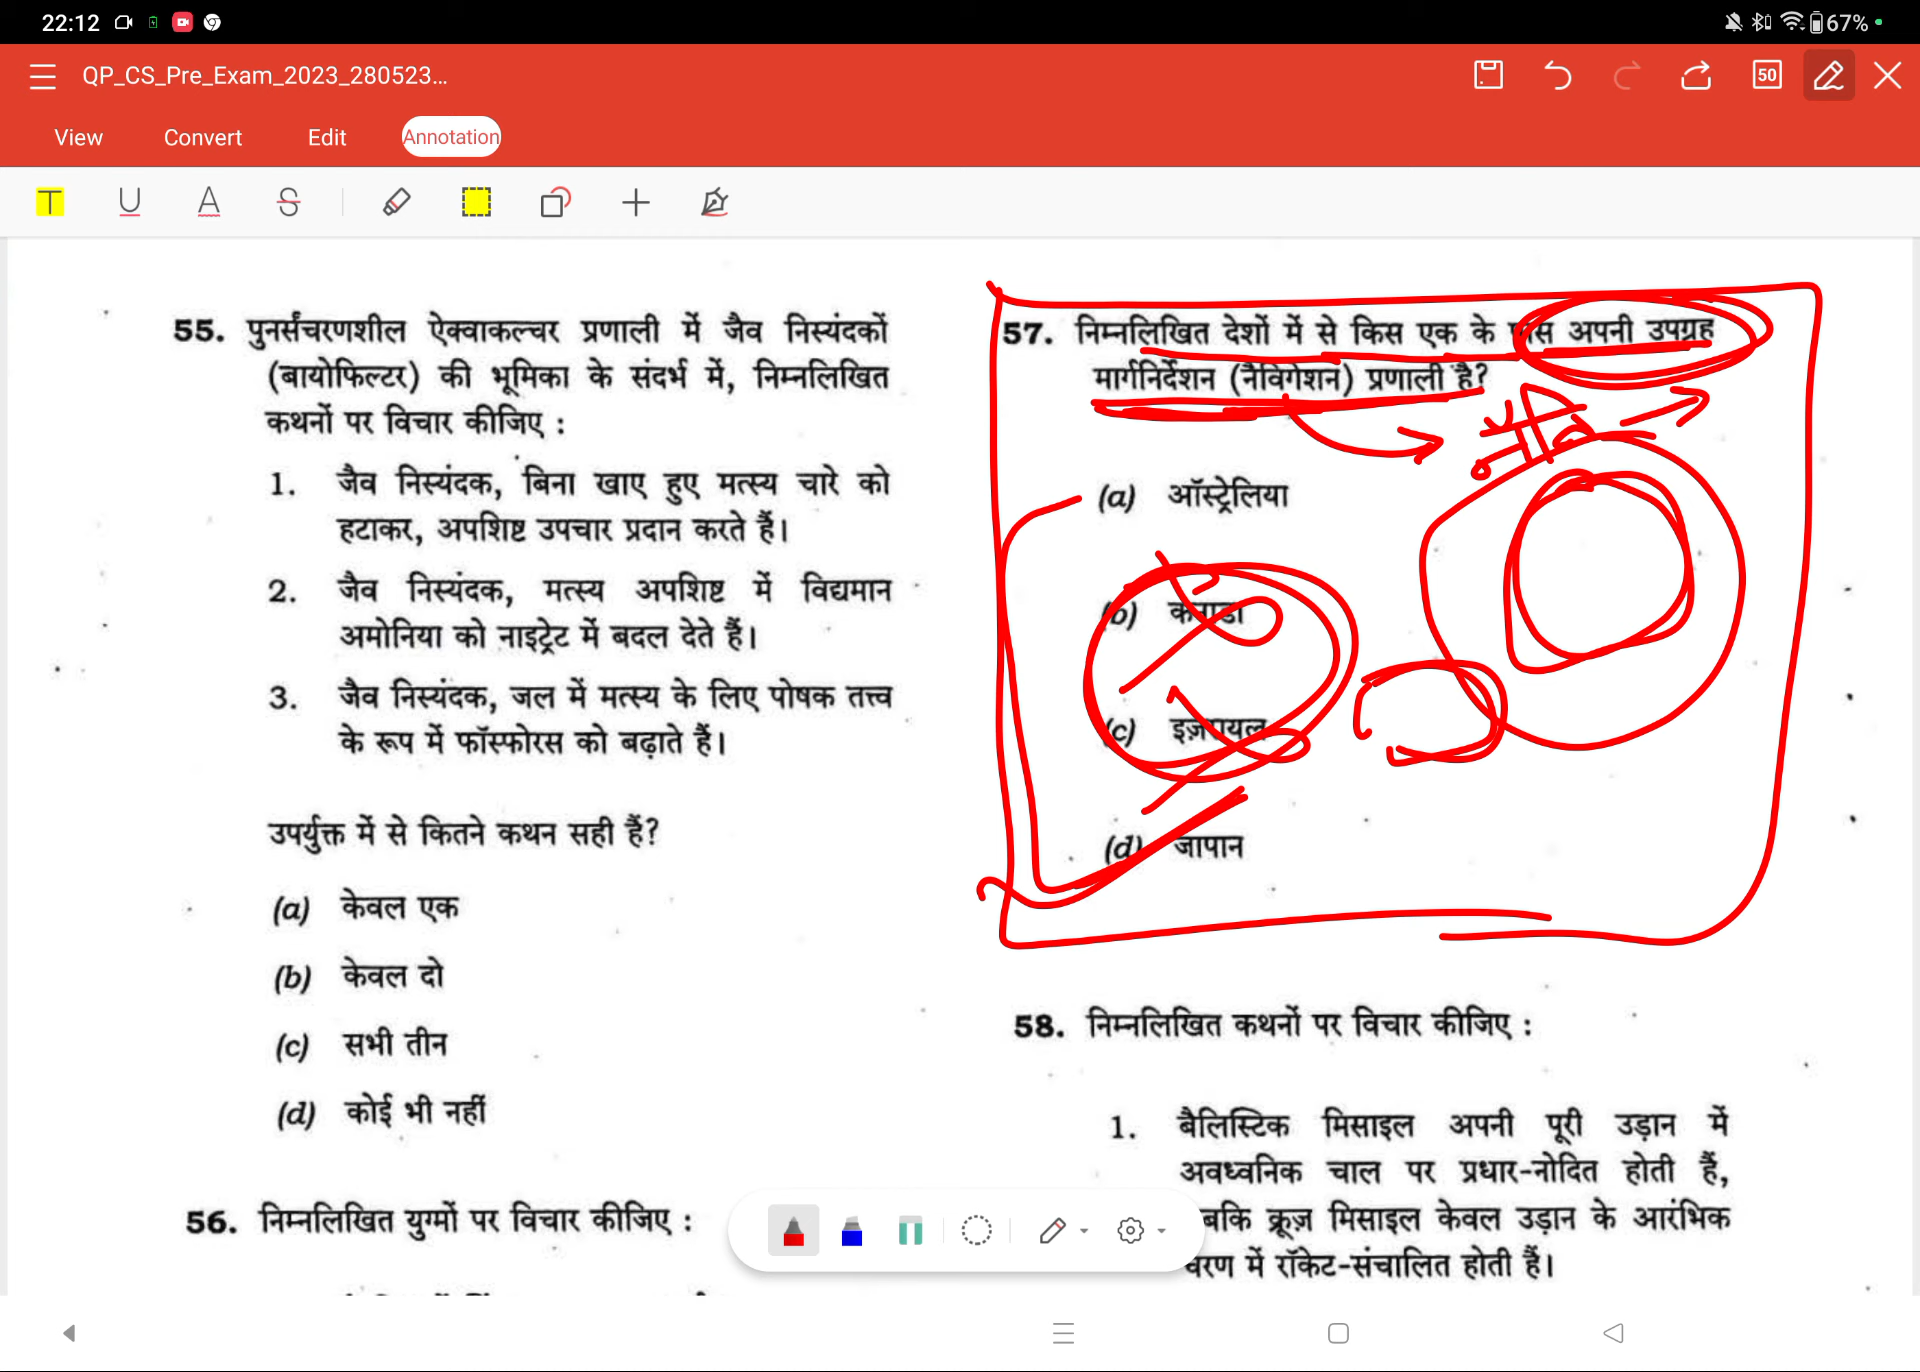 22:12
67%
QP_CS_Pre_Exam_2023_280523...
50
View Convert Edit Annotation
T U A S
55. पुनर्संचरणशील ऐक्वाकल्चर प्रणाली में जैव निस्यंदकों
(बायोफिल्टर) की भूमिका के संदर्भ में, निम्नलिखित
कथनों पर विचार कीजिए :
1. जैव निस्यंदक, बिना खाए हुए मत्स्य चारे को
हटाकर, अपशिष्ट उपचार प्रदान करते हैं।
2. जैव निस्यंदक, मत्स्य अपशिष्ट में विद्यमान
अमोनिया को नाइट्रेट में बदल देते हैं।
3. जैव निस्यंदक, जल में मत्स्य के लिए पोषक तत्त्व
के रूप में फॉस्फोरस को बढ़ाते हैं।
उपर्युक्त में से कितने कथन सही हैं?
(a) केवल एक
(b) केवल दो
(c) सभी तीन
(d) कोई भी नहीं
56. निम्नलिखित युग्मों पर विचार कीजिए :
57. निम्नलिखित देशों में से किस एक के पास अपनी उपग्रह
मार्गनिर्देशन (नैविगेशन) प्रणाली है?
(a) ऑस्ट्रेलिया
(b) कनाडा
(c) इज़रायल
(d) जापान
58. निम्नलिखित कथनों पर विचार कीजिए :
1. बैलिस्टिक मिसाइल अपनी पूरी उड़ान में
अवध्वनिक चाल पर प्रधार-नोदित होती हैं,
क्रूज़ मिसाइल केवल उड़ान के आरंभिक
में रॉकेट-संचालित होती हैं।